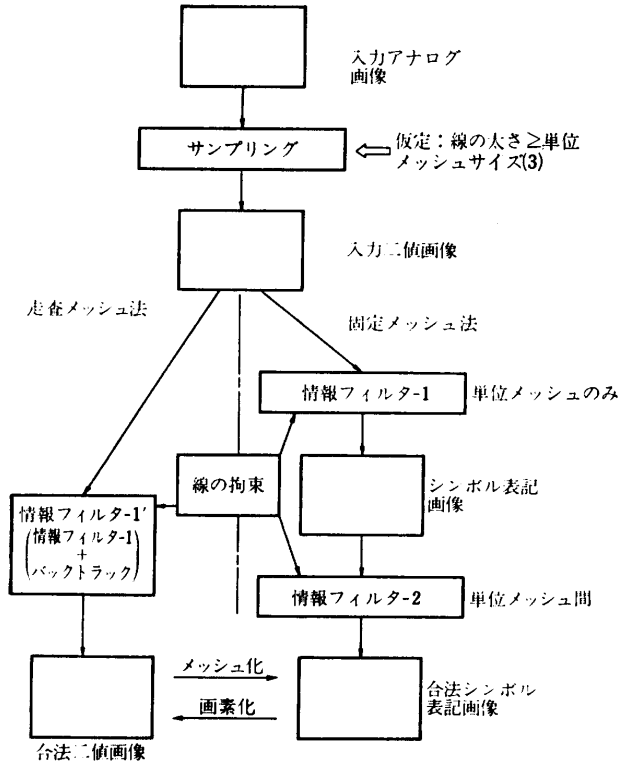 入力アナログ
画像
サンプリング
仮定：線の太さ≧単位
メッシュサイズ(3)
入力二値画像
走査メッシュ法
固定メッシュ法
情報フィルター-1
単位メッシュのみ
線の拘束
シンボル表記
画像
情報フィルター-1′
(情報フィルター-1
+
バックトラック)
情報フィルター-2
単位メッシュ間
メッシュ化
画素化
合法シンボル
表記画像
合法二値画像